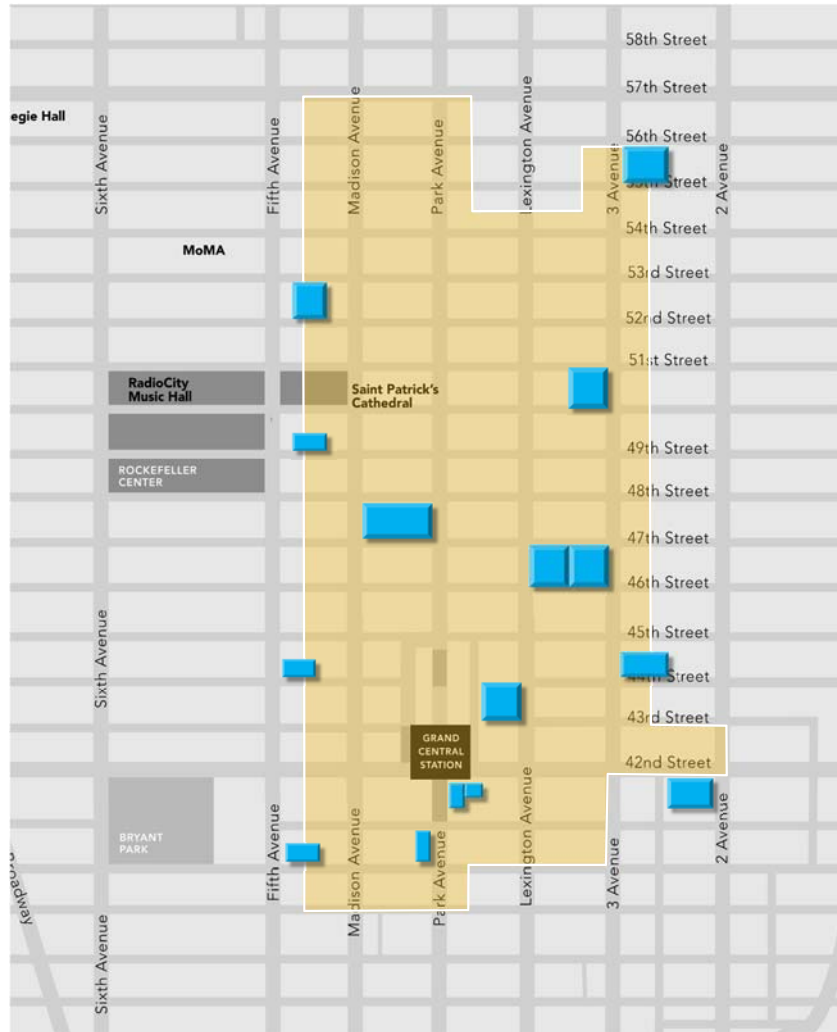 58th Street
57th Street
egie Hall
56th Street
Sixth Avenue
Fifth Avenue
Madison Avenue
Park Avenue
Lexington Avenue
3 Avenue
2 Avenue
55th Street
54th Street
MoMA
53rd Street
52nd Street
51st Street
RadioCity
Music Hall
Saint Patrick's
Cathedral
49th Street
ROCKEFELLER
CENTER
48th Street
47th Street
46th Street
45th Street
Sixth Avenue
44th Street
43rd Street
GRAND
CENTRAL
STATION
42nd Street
BRYANT
PARK
Fifth Avenue
Madison Avenue
Park Avenue
Lexington Avenue
3 Avenue
2 Avenue
Broadway
Sixth Avenue